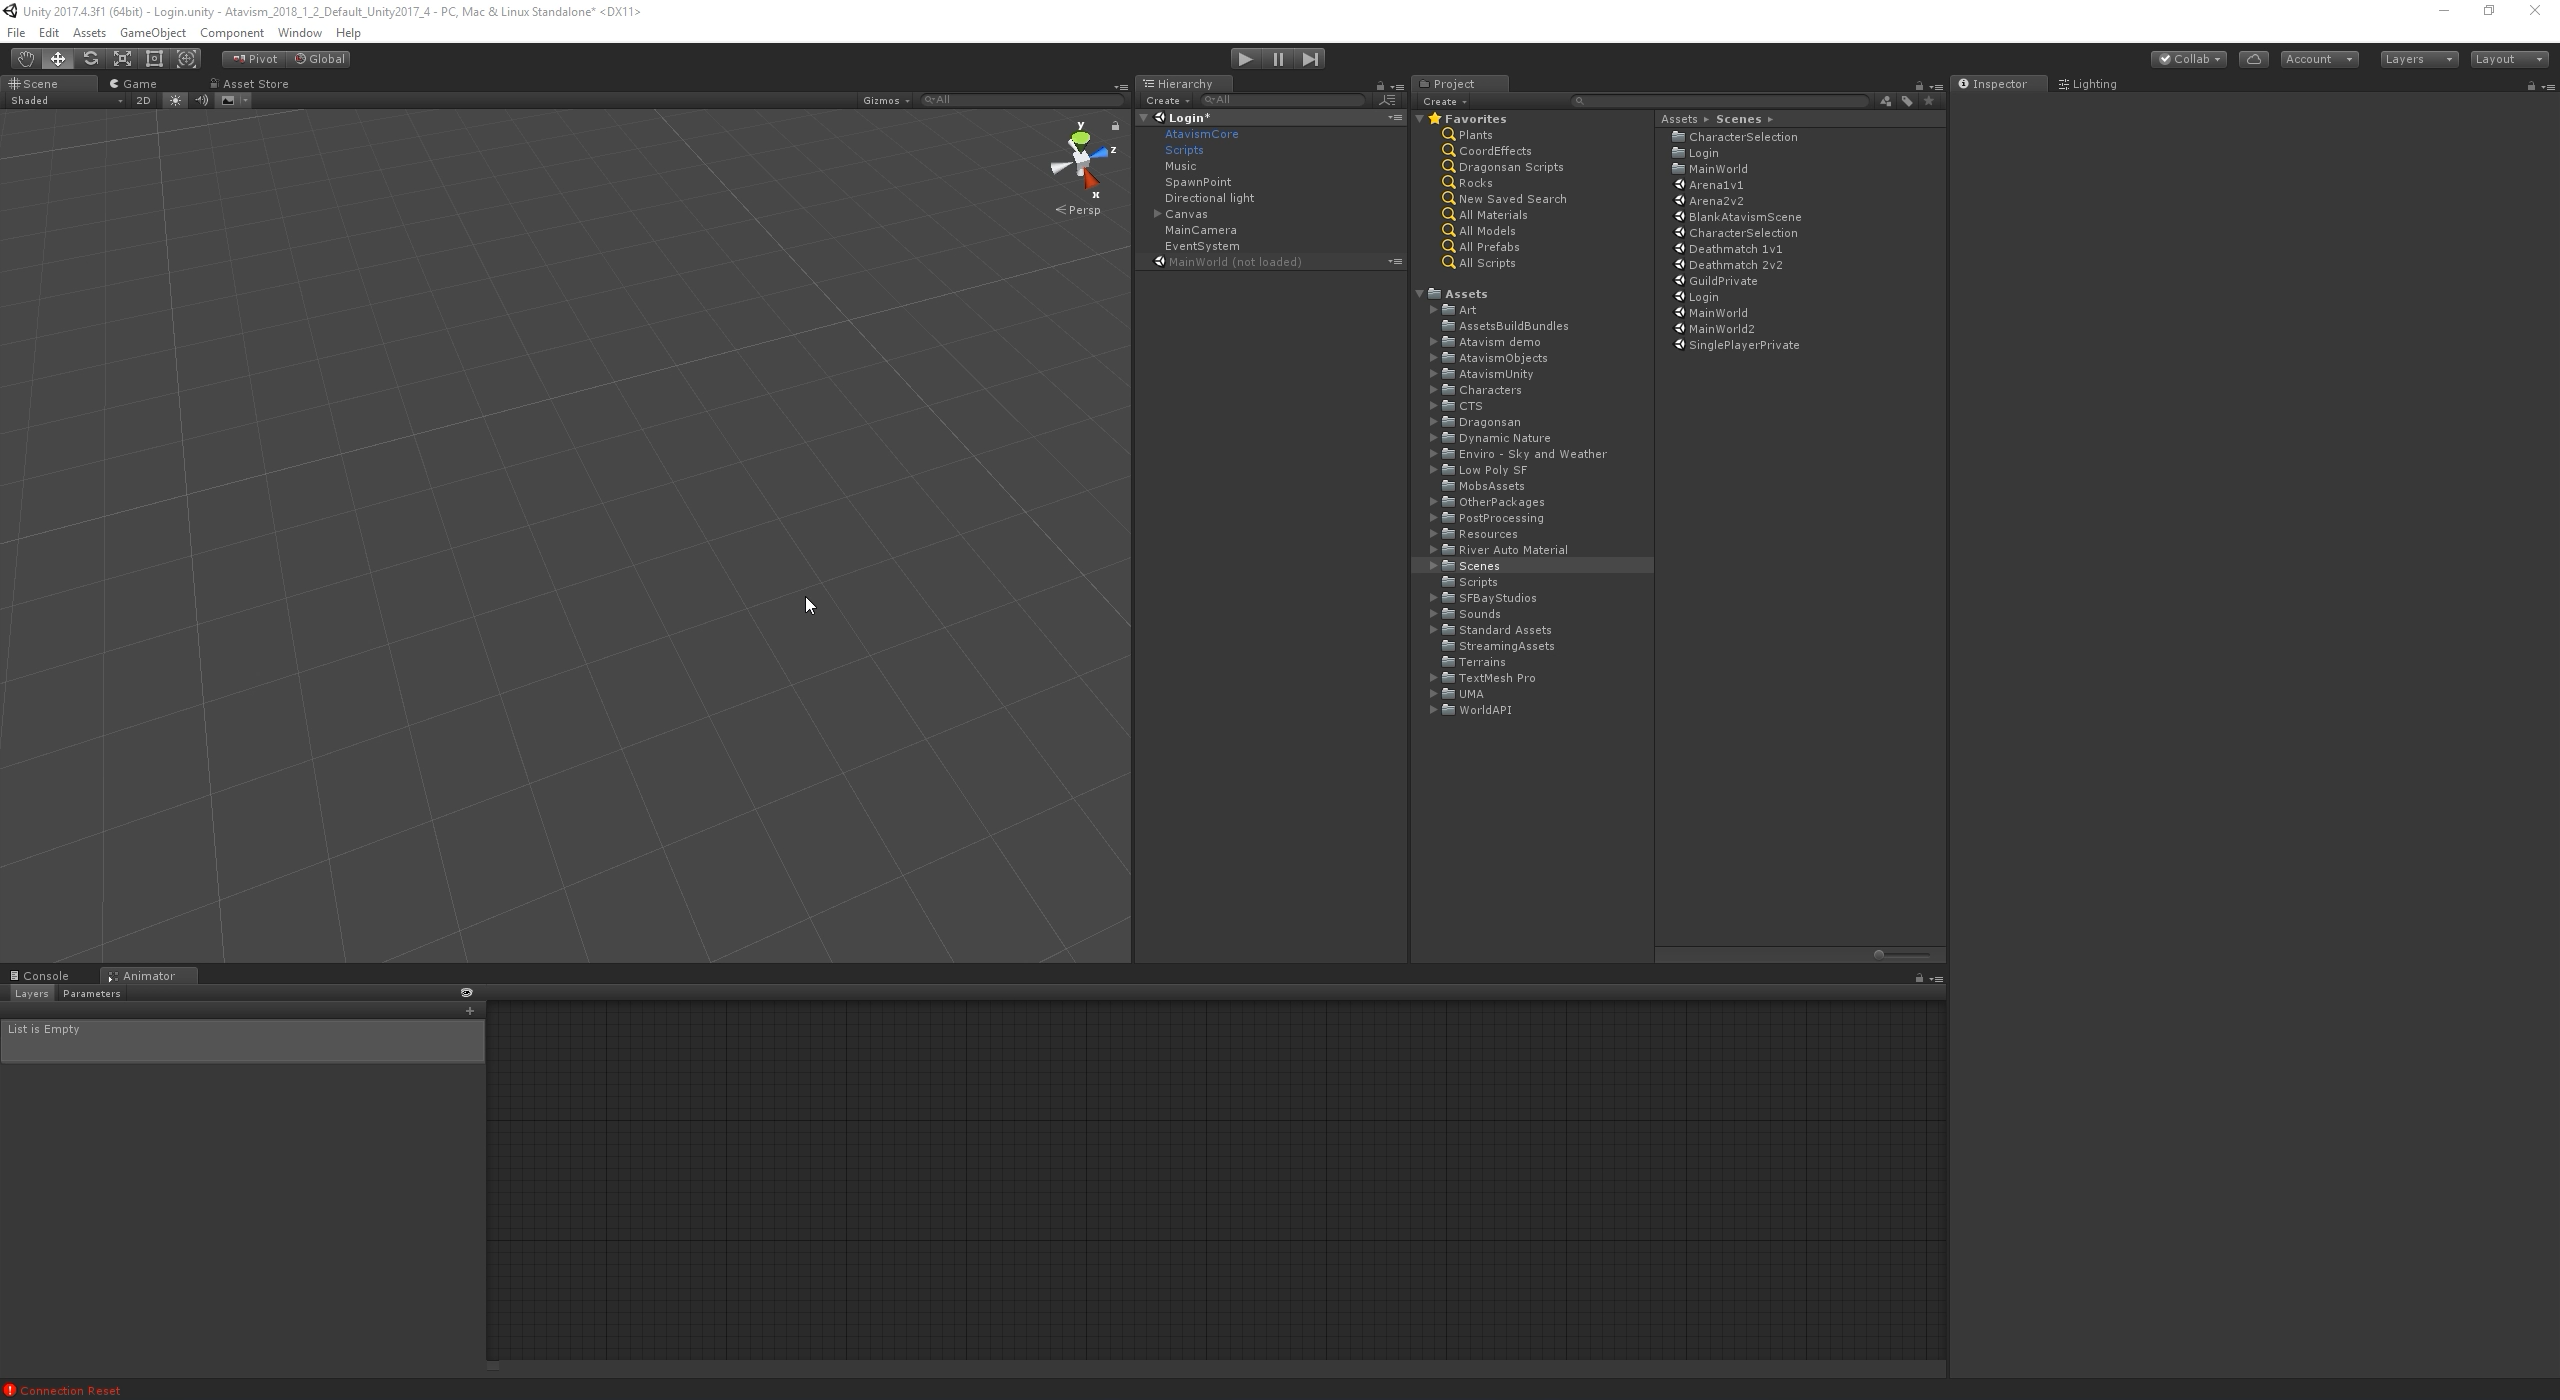 Unity 2017.4.3f1 (64bit) - Login.unity - Atavism_2018_1_2_Default_Unity2017_4 - PC, Mac & Linux Standalone* <DX11>
File Edit Assets GameObject Component Window Help
Pivot Global Collab Account Layers Layout
Scene Game Asset Store
Shaded 2D Gizmos All
y
z
x
Persp
Hierarchy
Create All
Login*
AtavismCore
Scripts
Music
SpawnPoint
Directional light
Canvas
MainCamera
EventSystem
MainWorld (not loaded)
Project
Create
Favorites
Plants
CoordEffects
Dragonsan Scripts
Rocks
New Saved Search
All Materials
All Models
All Prefabs
All Scripts
Assets
Art
AssetsBuildBundles
Atavism demo
AtavismObjects
AtavismUnity
Characters
CTS
Dragonsan
Dynamic Nature
Enviro - Sky and Weather
Low Poly SF
MobsAssets
OtherPackages
PostProcessing
Resources
River Auto Material
Scenes
Scripts
SFBayStudios
Sounds
Standard Assets
StreamingAssets
Terrains
TextMesh Pro
UMA
WorldAPI
Assets Scenes
CharacterSelection
Login
MainWorld
Arena1v1
Arena2v2
BlankAtavismScene
CharacterSelection
Deathmatch 1v1
Deathmatch 2v2
GuildPrivate
Login
MainWorld
MainWorld2
SinglePlayerPrivate
Inspector Lighting
Console Animator
Layers Parameters
List is Empty
Connection Reset